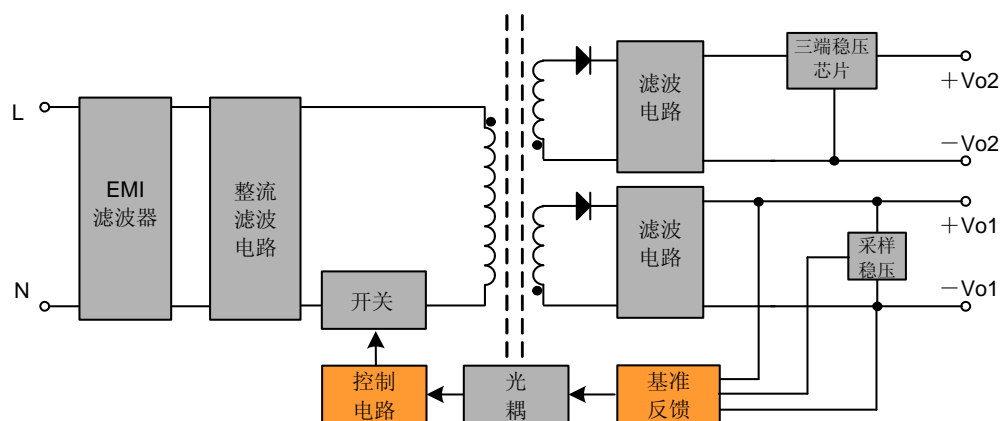 L
N
EMI
滤波器
整流
滤波
电路
开关
控制
电路
光
耦
基准
反馈
滤波
电路
三端稳压
芯片
+Vo2
-Vo2
滤波
电路
采样
稳压
+Vo1
-Vo1